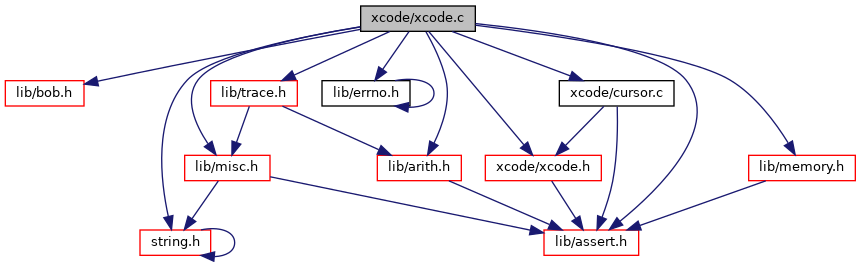 xcode/xcode.c
lib/bob.h
lib/trace.h
lib/errno.h
xcode/cursor.c
lib/misc.h
lib/arith.h
xcode/xcode.h
lib/memory.h
string.h
lib/assert.h